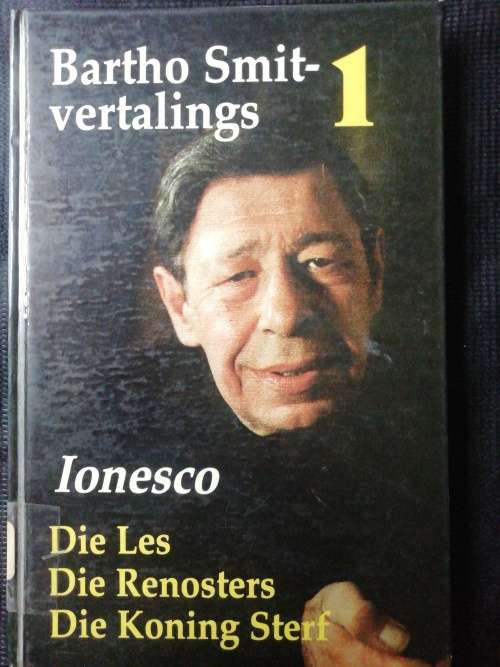 Bartho Smit-
vertalings 1
Ionesco
Die Les
Die Renosters
Die Koning Sterf